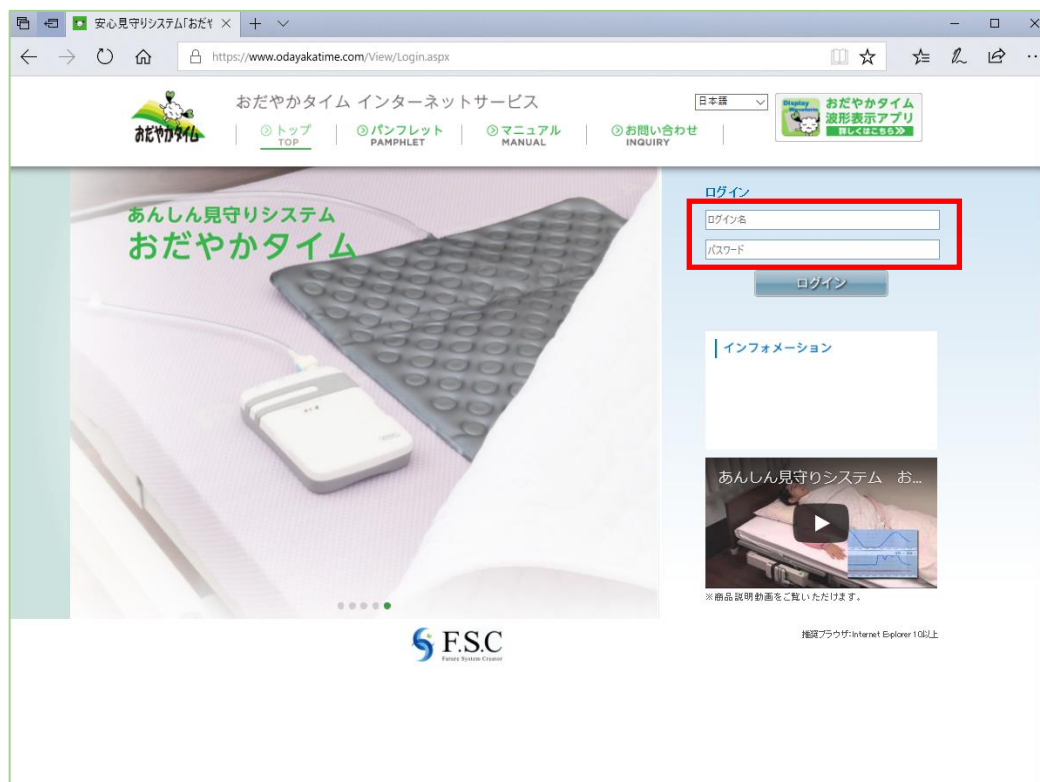 安心見守りシステム「おだや
https://www.odayakatime.com/View/Login.aspx
おだやかタイム
おだやかタイム インターネットサービス
トップ
TOP
パンフレット
PAMPHLET
マニュアル
MANUAL
お問い合わせ
INQUIRY
日本語
Display
Waveform
おだやかタイム
波形表示アプリ
詳しくはこちら
あんしん見守りシステム
おだやかタイム
ログイン
ログイン名
パスワード
ログイン
インフォメーション
あんしん見守りシステム お...
※商品説明動画をご覧いただけます。
F.S.C
Future System Creator
推奨ブラウザ:Internet Explorer 10以上